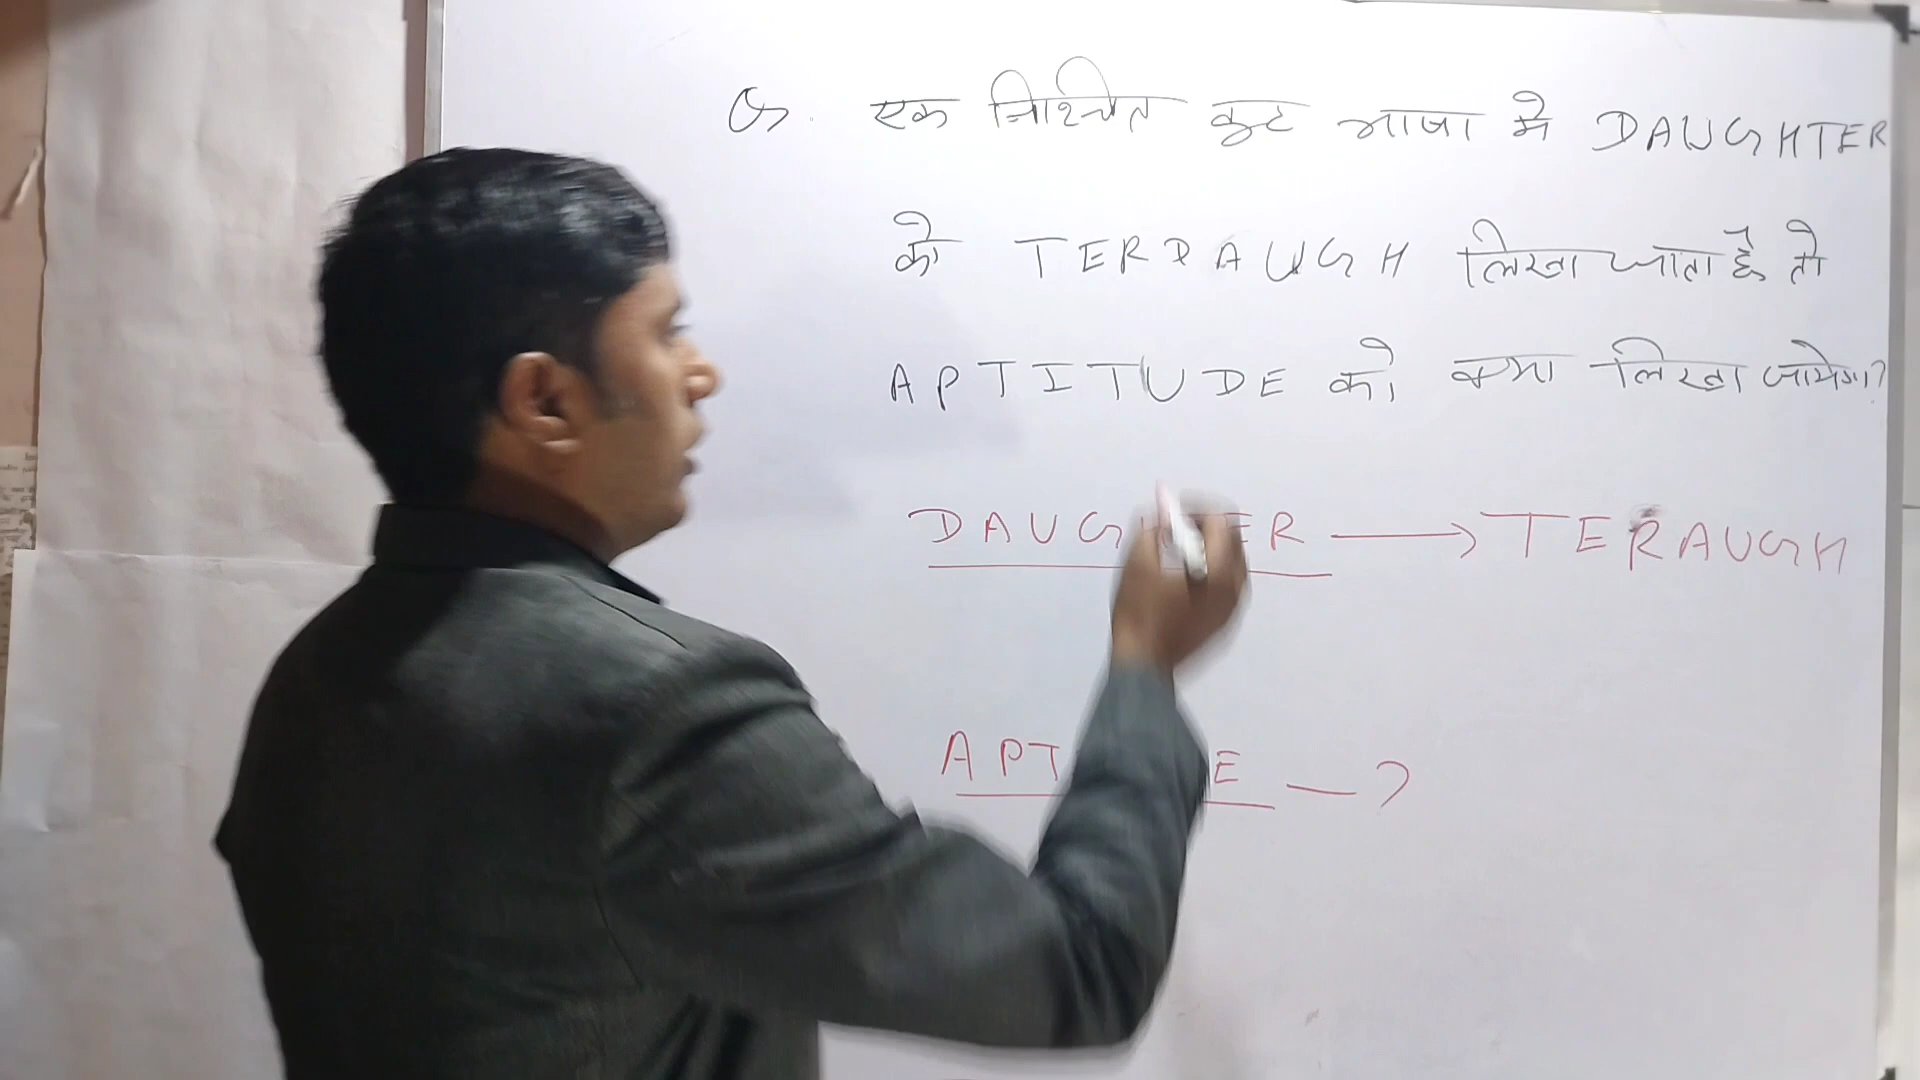 Q. एक निश्चित कुट भाषा में DAUGHTER
को TERDAUGH लिखा जाता है तो
APTITUDE को क्या लिखा जायेगा?
DAUG ER → TERAUGH
APT E — ?